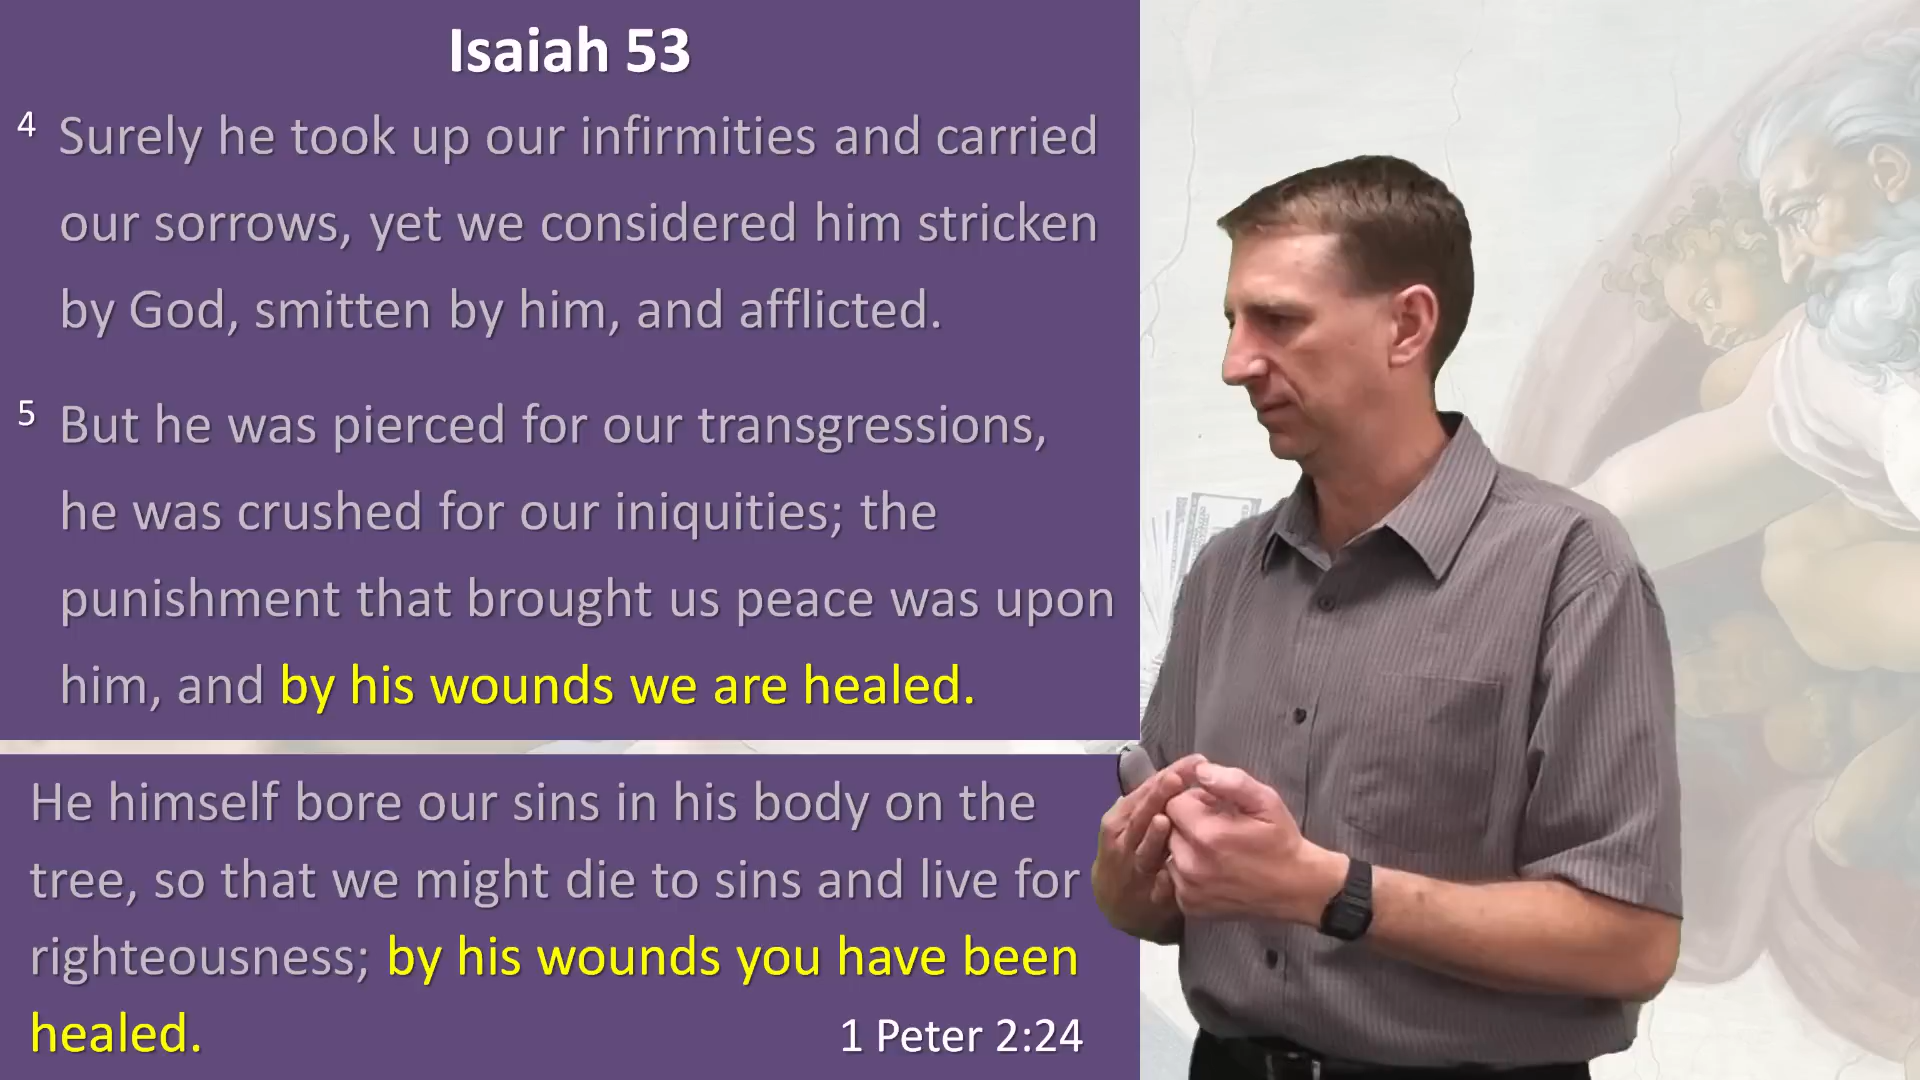 Isaiah 53
4 Surely he took up our infirmities and carried
our sorrows, yet we considered him stricken
by God, smitten by him, and afflicted.
5 But he was pierced for our transgressions,
he was crushed for our iniquities; the
punishment that brought us peace was upon
him, and by his wounds we are healed.
He himself bore our sins in his body on the
tree, so that we might die to sins and live for
righteousness; by his wounds you have been
healed. 1 Peter 2:24